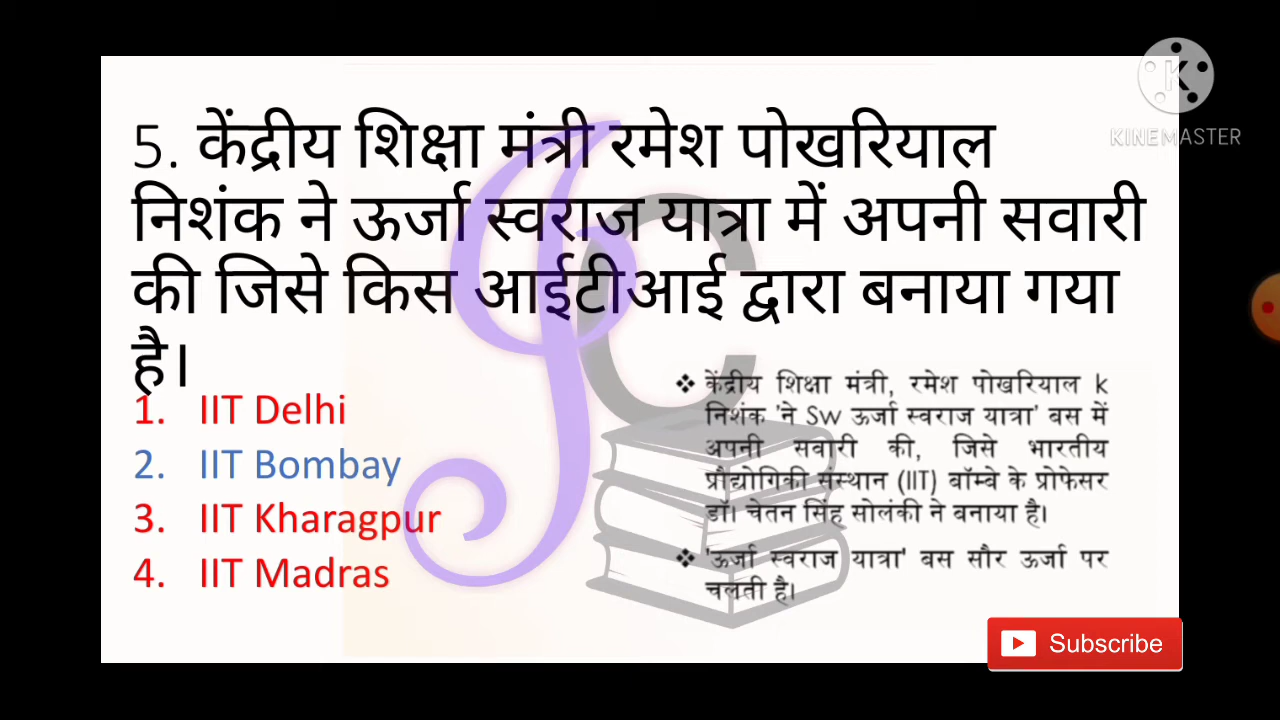 5. केंद्रीय शिक्षा मंत्री रमेश पोखरियाल
निशंक ने ऊर्जा स्वराज यात्रा में अपनी सवारी
की जिसे किस आईटीआई द्वारा बनाया गया
है।
1. IIT Delhi
2. IIT Bombay
3. IIT Kharagpur
4. IIT Madras
❖ केंद्रीय शिक्षा मंत्री, रमेश पोखरियाल k
निशंक 'ने Sw ऊर्जा स्वराज यात्रा' बस में
अपनी सवारी की, जिसे भारतीय
प्रौद्योगिकी संस्थान (IIT) बॉम्बे के प्रोफेसर
डॉ। चेतन सिंह सोलंकी ने बनाया है।
❖ 'ऊर्जा स्वराज यात्रा' बस सौर ऊर्जा पर
चलती है।
K
KINEMASTER
JC
Subscribe